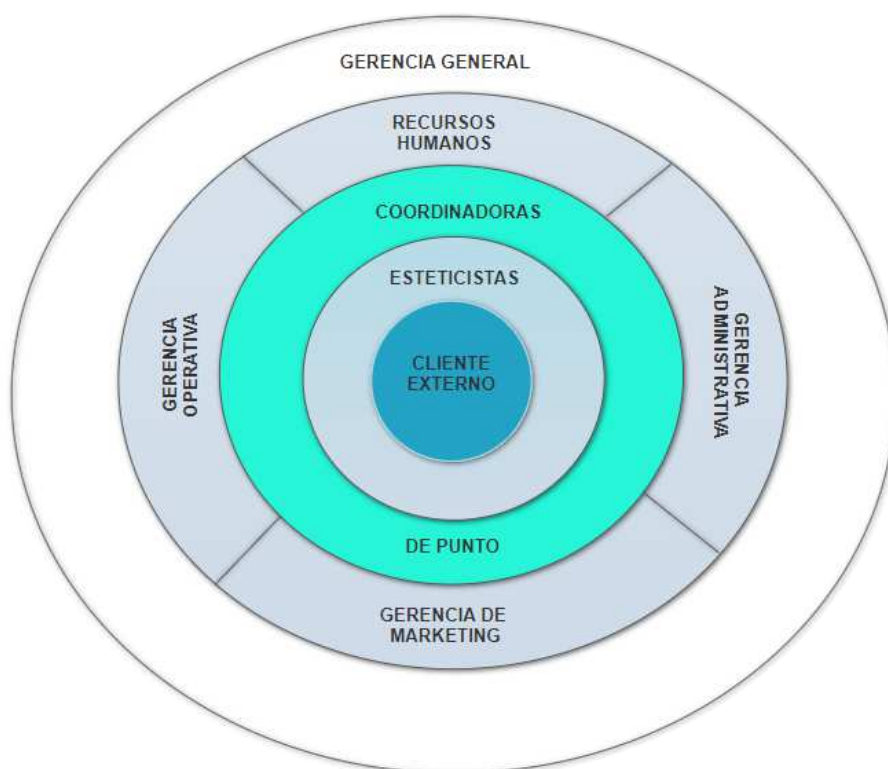 GERENCIA GENERAL
RECURSOS
HUMANOS
COORDINADORAS
ESTETICISTAS
GERENCIA
OPERATIVA
CLIENTE
EXTERNO
GERENCIA
ADMINISTRATIVA
DE PUNTO
GERENCIA DE
MARKETING